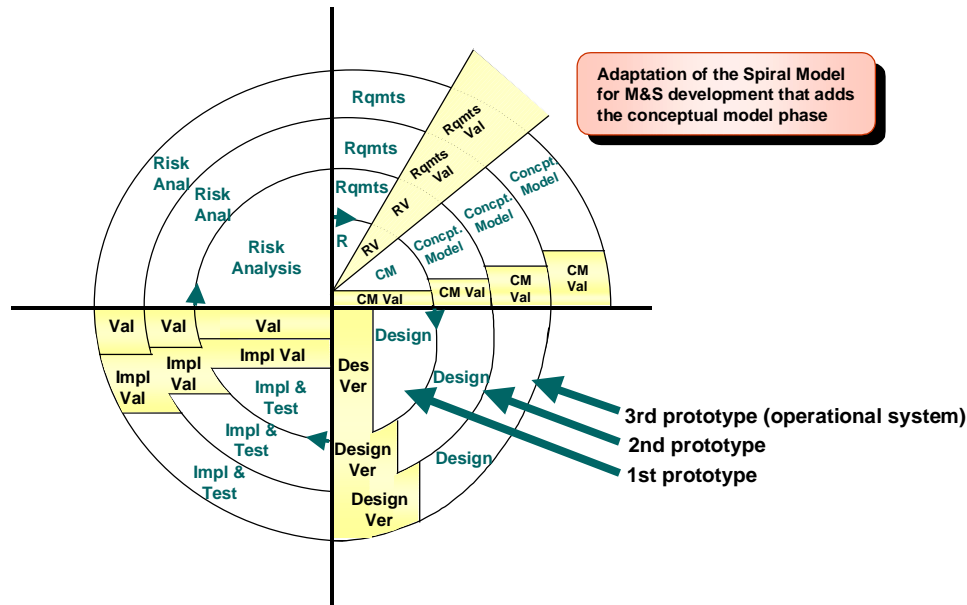 Adaptation of the Spiral Model
for M&S development that adds
the conceptual model phase
Rqmts
Rqmts
Val
Rqmts
Rqmts
Val
Risk
Anal
Risk
Anal
Rqmts
RV
Concpt.
Model
Concpt.
Model
Concpt.
Model
R
RV
Risk
Analysis
CM
CM
Val
CM
Val
CM Val
CM Val
Val
Val
Val
Design
Impl Val
Impl
Val
Impl
Val
Des
Ver
Design
Impl &
Test
Impl &
Test
Impl &
Test
Design
Ver
Design
Design
Ver
3rd prototype (operational system)
2nd prototype
1st prototype